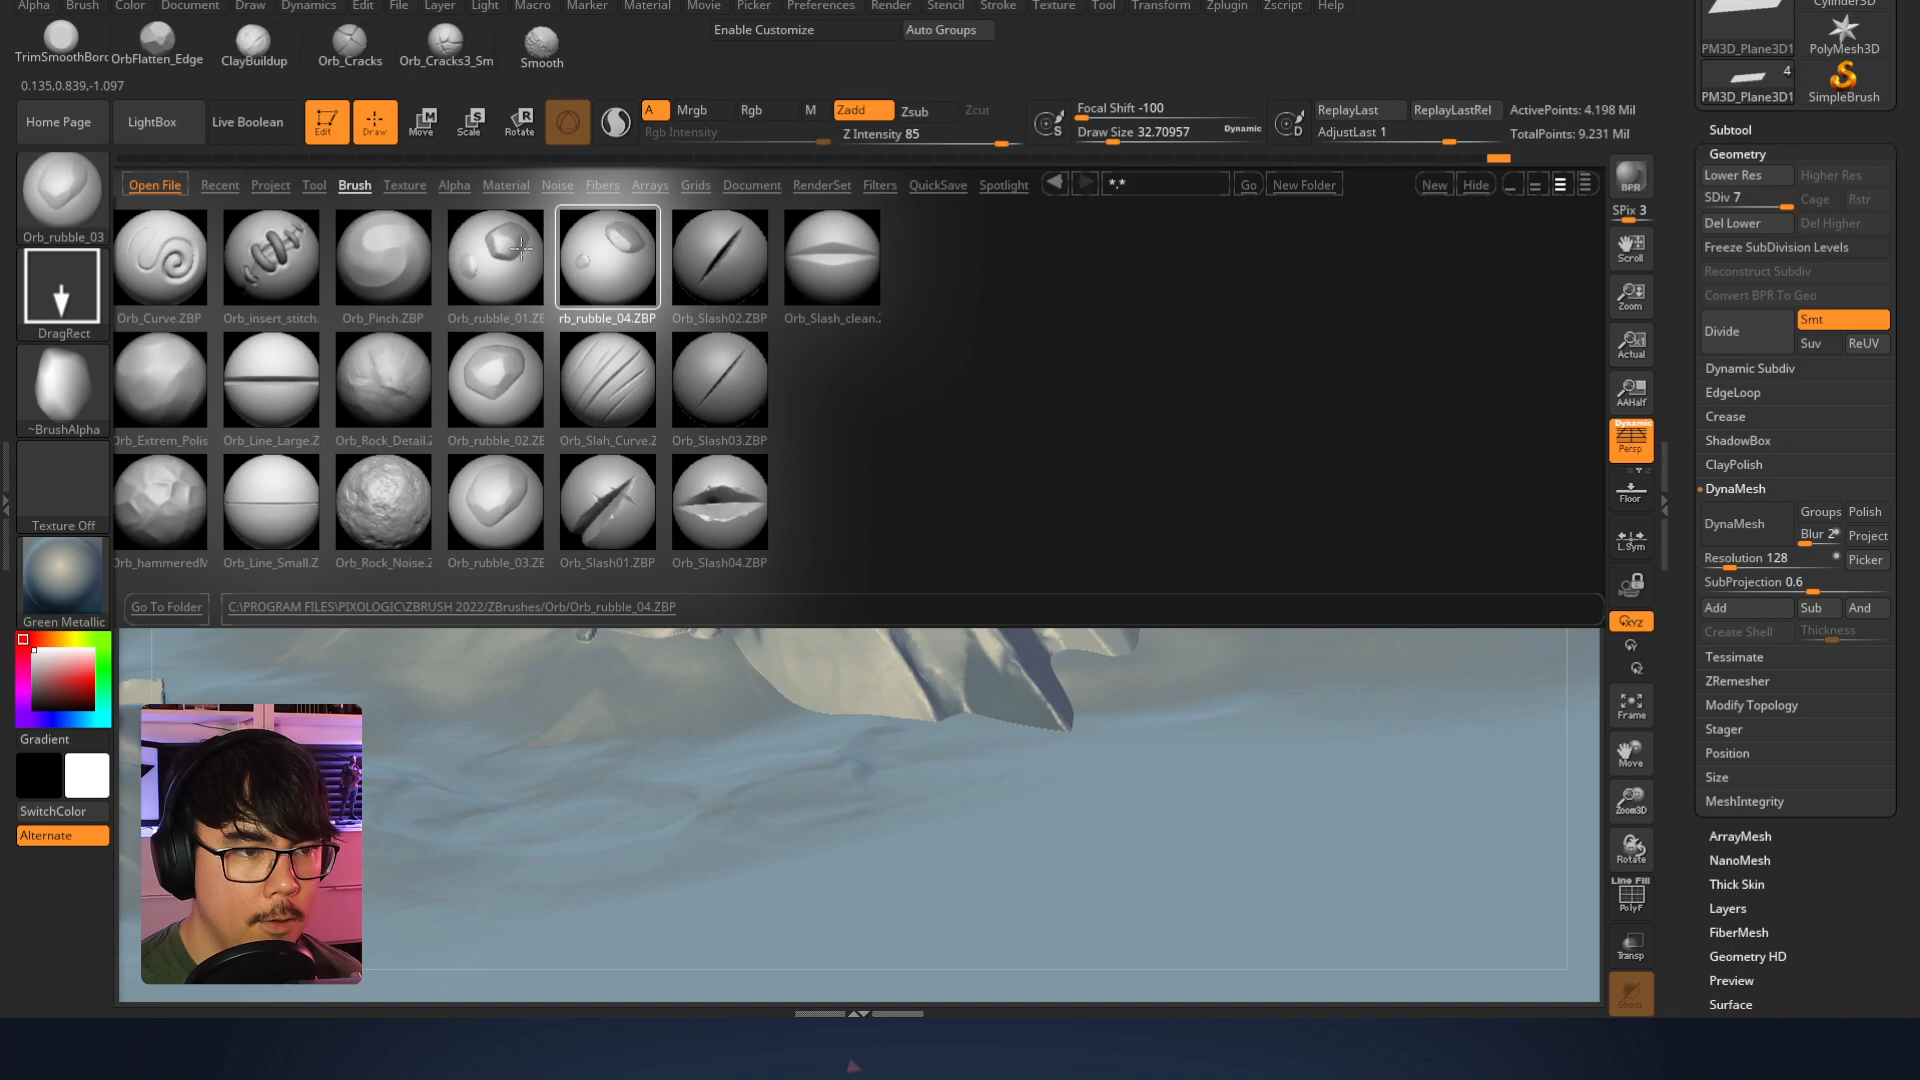 Alpha Brush Color Document Draw Dynamics Edit File Layer Light Macro Marker Material Movie Picker Preferences Render Stencil Stroke Texture Tool Transform Zplugin Zscript Help
Enable Customize
Auto Groups
TrimSmoothBorc
OrbFlatten_Edge
ClayBuildup
Orb_Cracks
Orb_Cracks3_Sm
Smooth
0.135,0.839,-1.097
Home Page
LightBox
Live Boolean
Edit
Draw
Move
Scale
Rotate
A
Mrgb
Rgb
M
Zadd
Zsub
Zcut
Rgb Intensity
Z Intensity 85
S
Focal Shift -100
Draw Size 32.70957
Dynamic
D
ReplayLast
ReplayLastRel
AdjustLast 1
ActivePoints: 4.198 Mil
TotalPoints: 9.231 Mil
Open File Recent Project Tool Brush Texture Alpha Material Noise Fibers Arrays Grids Document RenderSet Filters QuickSave Spotlight
*.*
Go
New Folder
New
Hide
Orb_Curve.ZBP
Orb_insert_stitch.
Orb_Pinch.ZBP
Orb_rubble_01.ZE
rb_rubble_04.ZBP
Orb_Slash02.ZBP
Orb_Slash_clean.
Orb_Extrem_Polis
Orb_Line_Large.Z
Orb_Rock_Detail.
Orb_rubble_02.ZE
Orb_Slah_Curve.Z
Orb_Slash03.ZBP
Orb_hammeredM
Orb_Line_Small.Z
Orb_Rock_Noise.Z
Orb_rubble_03.ZE
Orb_Slash01.ZBP
Orb_Slash04.ZBP
Go To Folder
C:\PROGRAM FILES\PIXOLOGIC\ZBRUSH 2022/ZBrushes/Orb/Orb_rubble_04.ZBP
Orb_rubble_03
DragRect
~BrushAlpha
Texture Off
Green Metallic
Gradient
SwitchColor
Alternate
BPR
SPix 3
Scroll
Zoom
Actual
AAHalf
Dynamic
Persp
Floor
L.Sym
XYZ
Frame
Move
Zoom3D
Rotate
Line Fill
PolyF
Transp
Ghost
Cylinder3D
PM3D_Plane3D1
PolyMesh3D
4
PM3D_Plane3D1
SimpleBrush
Subtool
Geometry
Lower Res
Higher Res
SDiv 7
Cage
Rstr
Del Lower
Del Higher
Freeze SubDivision Levels
Reconstruct Subdiv
Convert BPR To Geo
Divide
Smt
Suv
ReUV
Dynamic Subdiv
EdgeLoop
Crease
ShadowBox
ClayPolish
DynaMesh
DynaMesh
Groups
Polish
Blur 2
Project
Resolution 128
Picker
SubProjection 0.6
Add
Sub
And
Create Shell
Thickness
Tessimate
ZRemesher
Modify Topology
Stager
Position
Size
MeshIntegrity
ArrayMesh
NanoMesh
Thick Skin
Layers
FiberMesh
Geometry HD
Preview
Surface